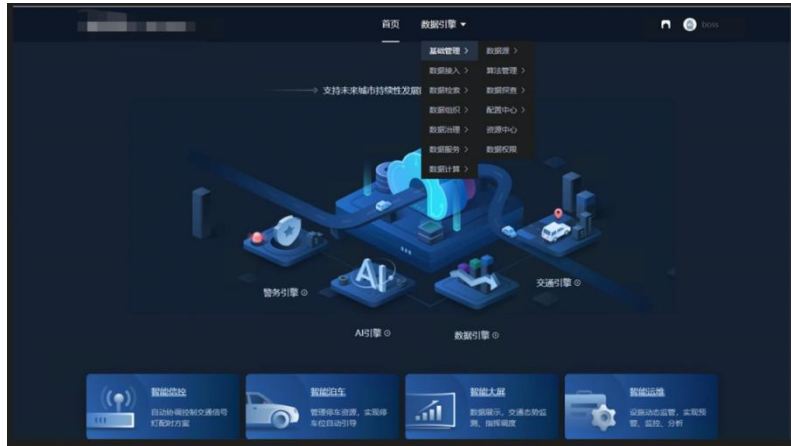 首页
数据引擎
boss
基础管理 >
数据源 >
数据接入 >
算法管理 >
支持未来城市持续性发展
数据检索 >
数据探查 >
数据组织 >
配置中心 >
数据治理 >
资源中心
数据服务 >
数据权限
数据计算 >
AI
警务引擎
交通引擎
AI引擎
数据引擎
智能信控
自动协调控制交通信号
灯配时方案
智能泊车
管理停车资源，实现停
车位自动引导
智能大屏
数据展示、交通态势监
测、指挥调度
智能运维
设施动态监管，实现预
警、监控、分析